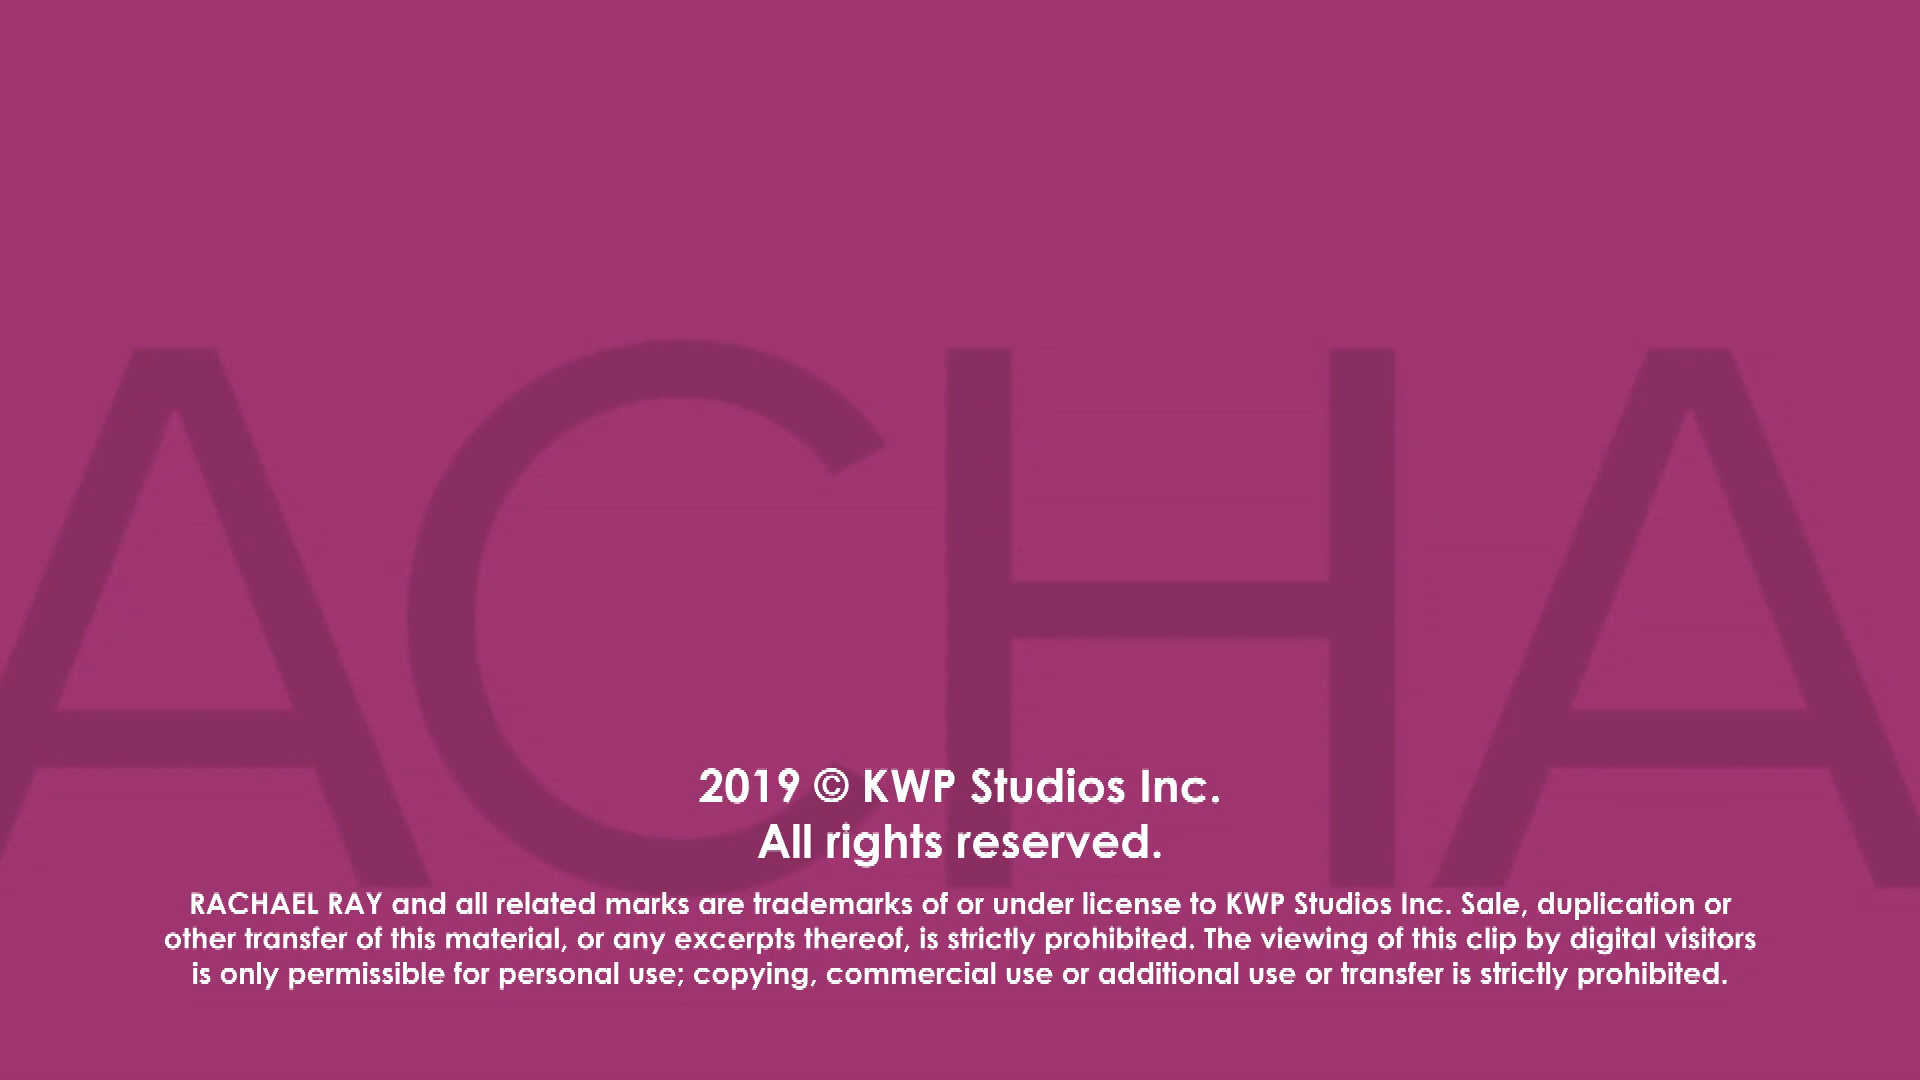 ACHA
2019 © KWP Studios Inc.
All rights reserved.
RACHAEL RAY and all related marks are trademarks of or under license to KWP Studios Inc. Sale, duplication or
other transfer of this material, or any excerpts thereof, is strictly prohibited. The viewing of this clip by digital visitors
is only permissible for personal use; copying, commercial use or additional use or transfer is strictly prohibited.